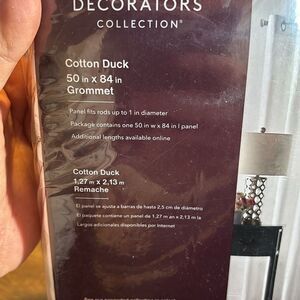 DECORATORS
COLLECTION®
Cotton Duck
50 in x 84 in
Grommet
Panel fits rods up to 1 in diameter
Package contains one 50 in w x 84 in l panel
Additional lengths available online
Cotton Duck
1,27 m x 2,13 m
Remache
El panel se ajusta a barras de hasta 2,5 cm de diámetro
El paquete contiene un panel de 1,27 m an x 2,13 m la
Largos adicionales disponibles por Internet